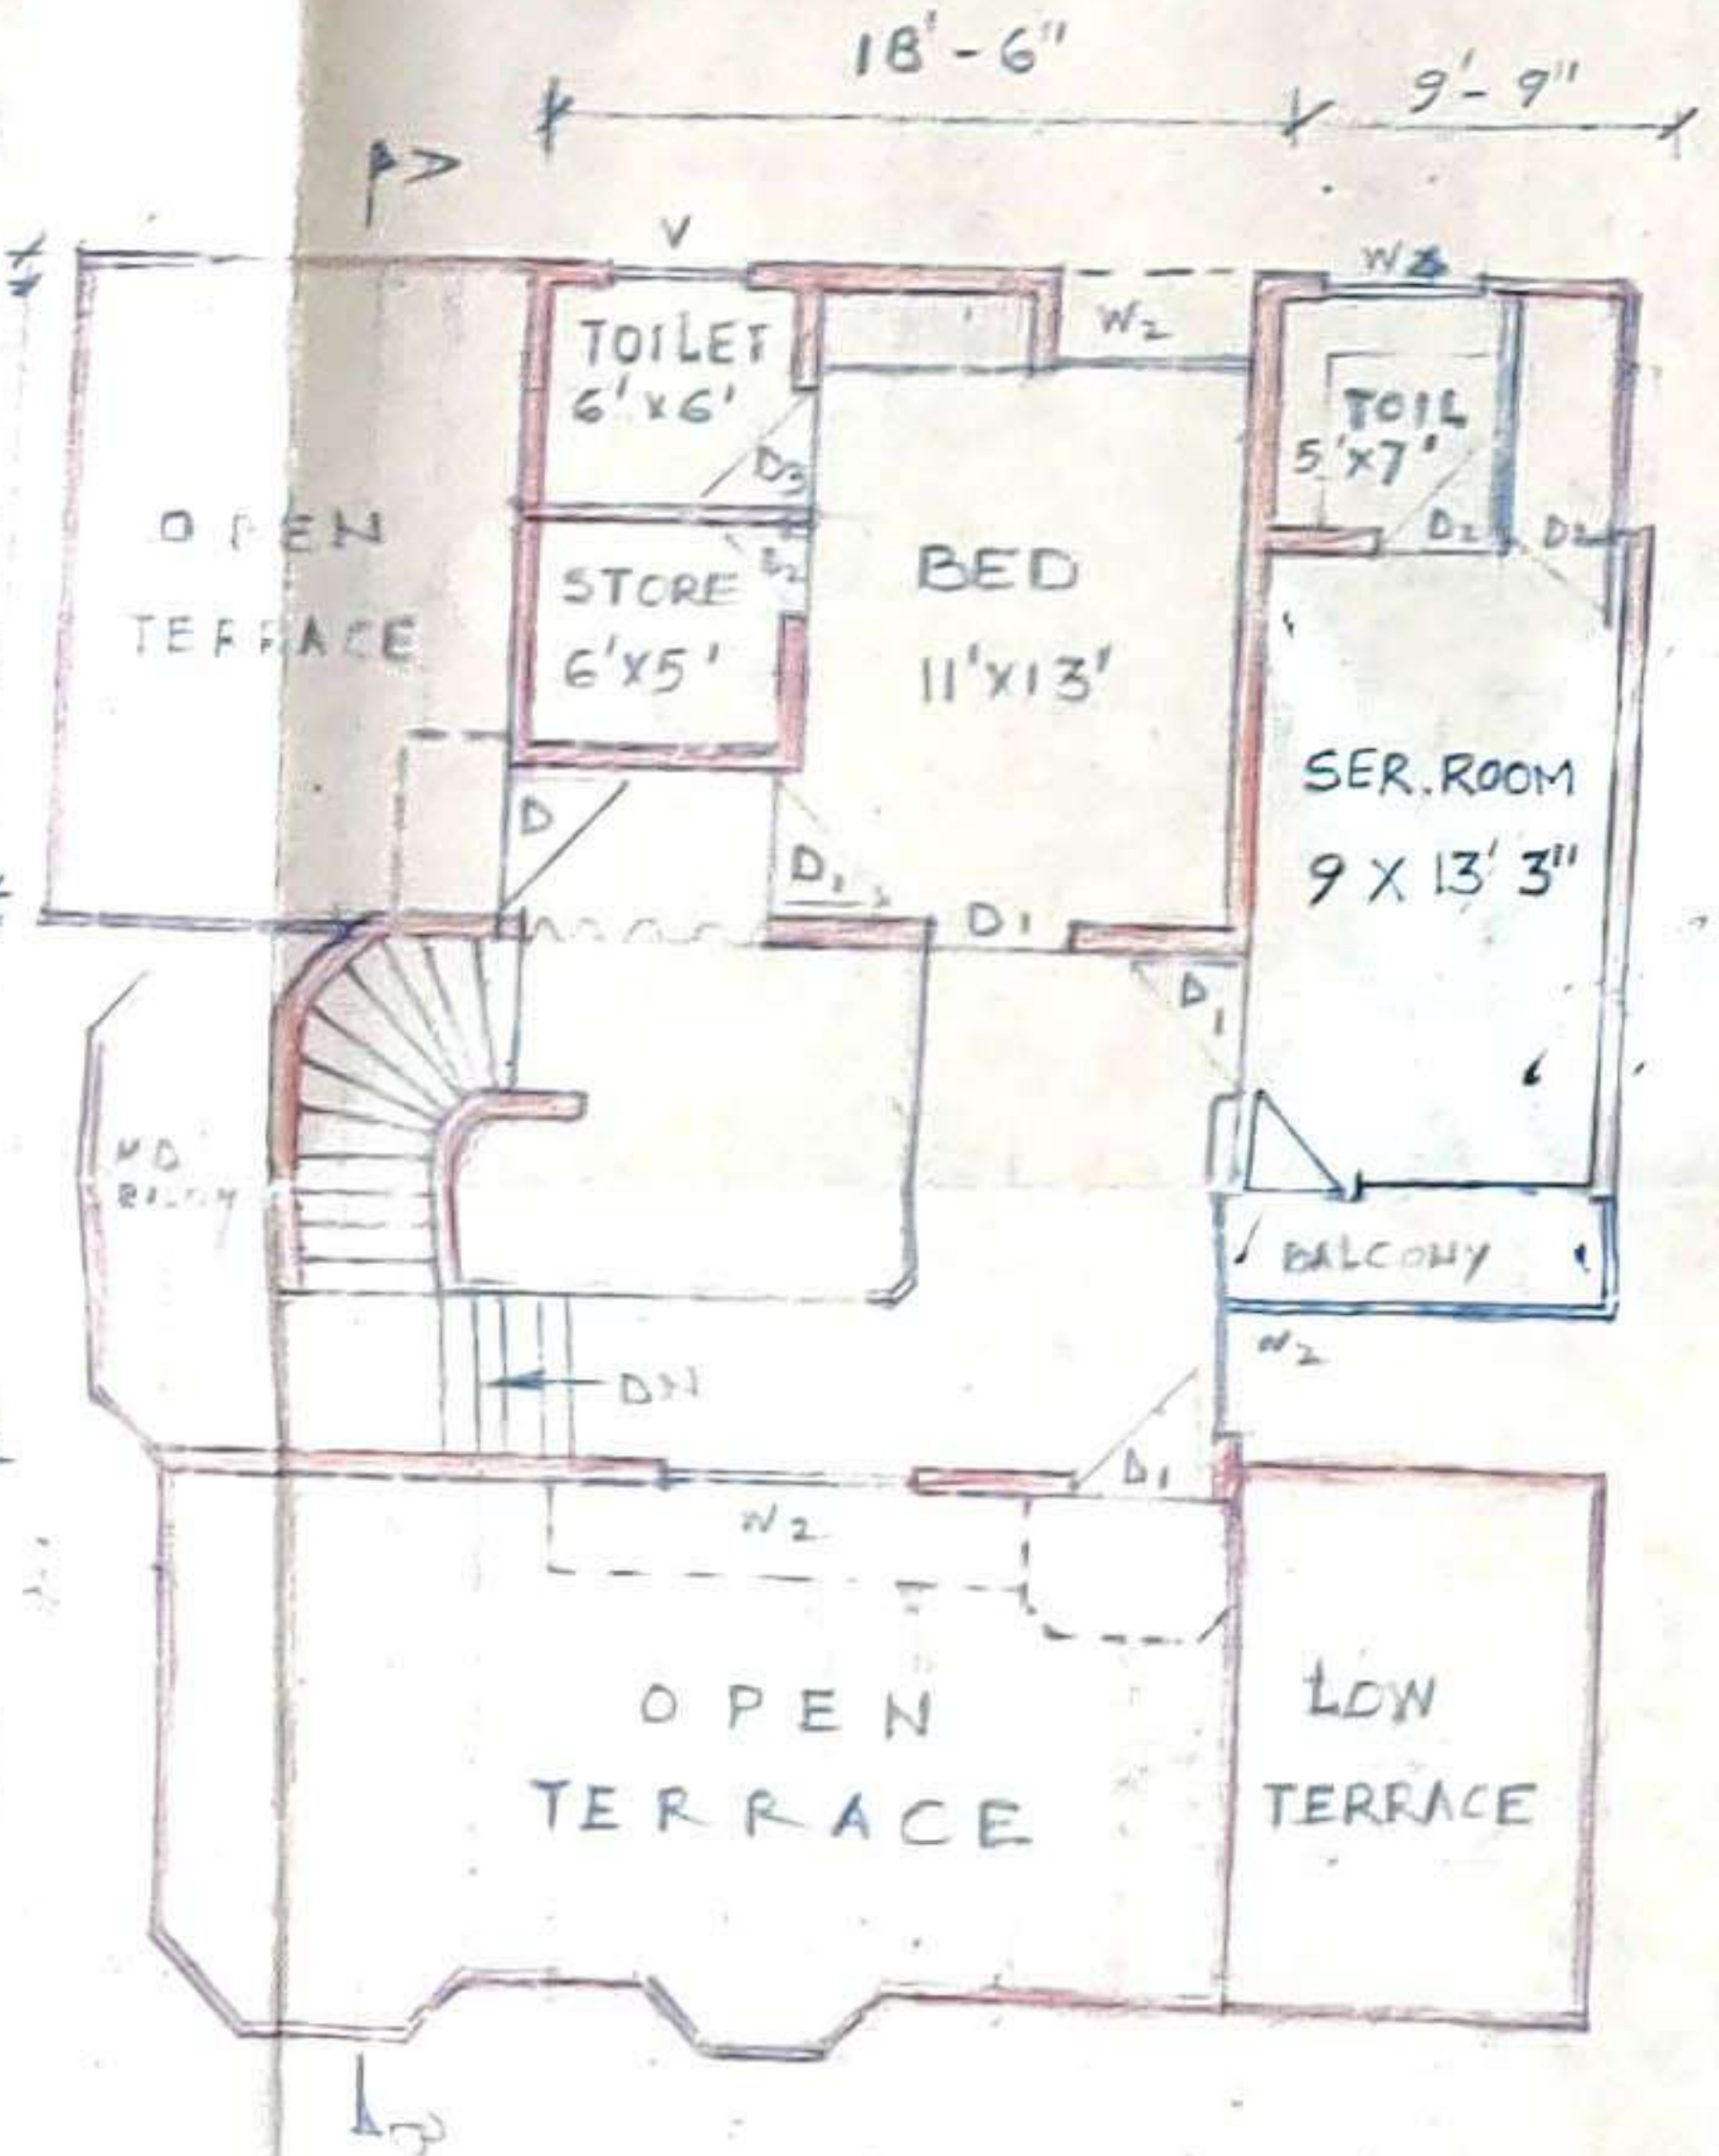 18'-6"
9'-9"
V
W2
W2
TOILET
6'x6'
D3
TOIL
5'x7'
D2
D2
OPEN
TERRACE
STORE
6'x5'
BED
11'x13'
SER.ROOM
9 X 13' 3"
D
D1
D1
D1
BALCONY
W2
DN
D1
W2
OPEN
TERRACE
LOW
TERRACE